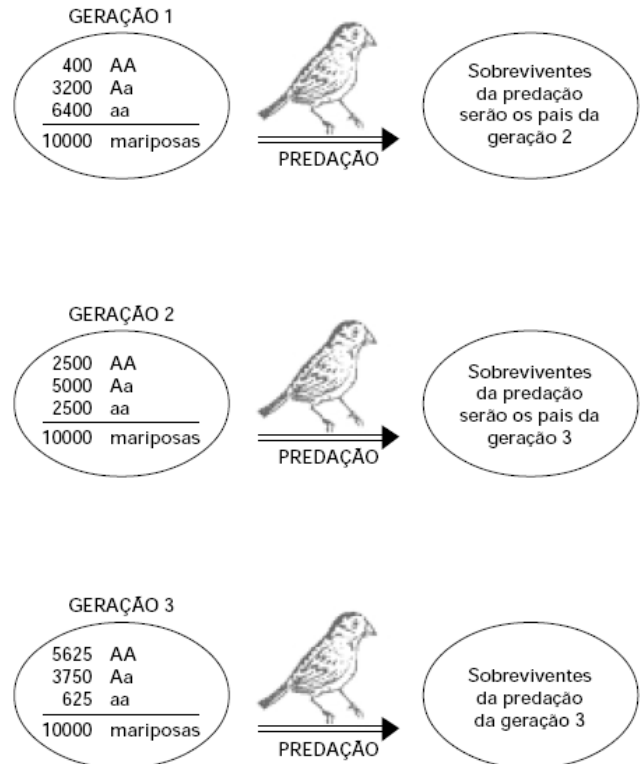 GERAÇÃO 1
400 AA
3200 Aa
6400 aa
10000 mariposas
PREDAÇÃO
Sobreviventes
da predação
serão os pais da
geração 2
GERAÇÃO 2
2500 AA
5000 Aa
2500 aa
10000 mariposas
PREDAÇÃO
Sobreviventes
da predação
serão os pais da
geração 3
GERAÇÃO 3
5625 AA
3750 Aa
625 aa
10000 mariposas
PREDAÇÃO
Sobreviventes
da predação
da geração 3